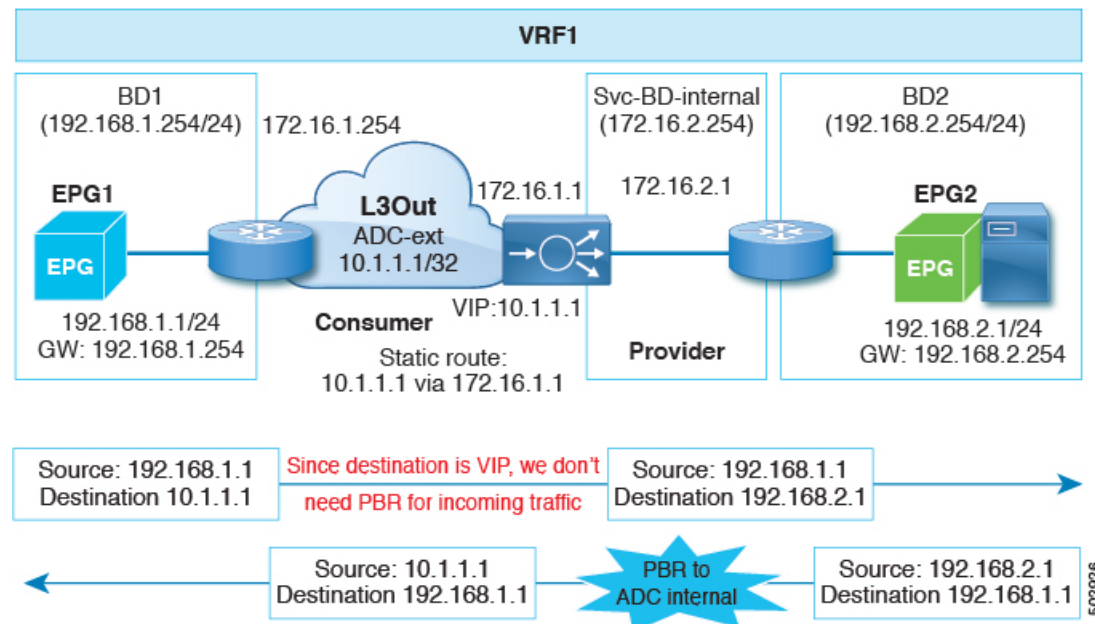 VRF1
BD1
(192.168.1.254/24)
172.16.1.254
Svc-BD-internal
(172.16.2.254)
BD2
(192.168.2.254/24)
EPG1
EPG
192.168.1.1/24
GW: 192.168.1.254
L3Out
ADC-ext
10.1.1.1/32
172.16.1.1
VIP:10.1.1.1
Consumer
Static route:
10.1.1.1 via 172.16.1.1
172.16.2.1
Provider
EPG2
EPG
192.168.2.1/24
GW: 192.168.2.254
Source: 192.168.1.1
Destination 10.1.1.1
Since destination is VIP, we don't
need PBR for incoming traffic
Source: 192.168.1.1
Destination 192.168.2.1
Source: 10.1.1.1
Destination 192.168.1.1
PBR to
ADC internal
Source: 192.168.2.1
Destination 192.168.1.1